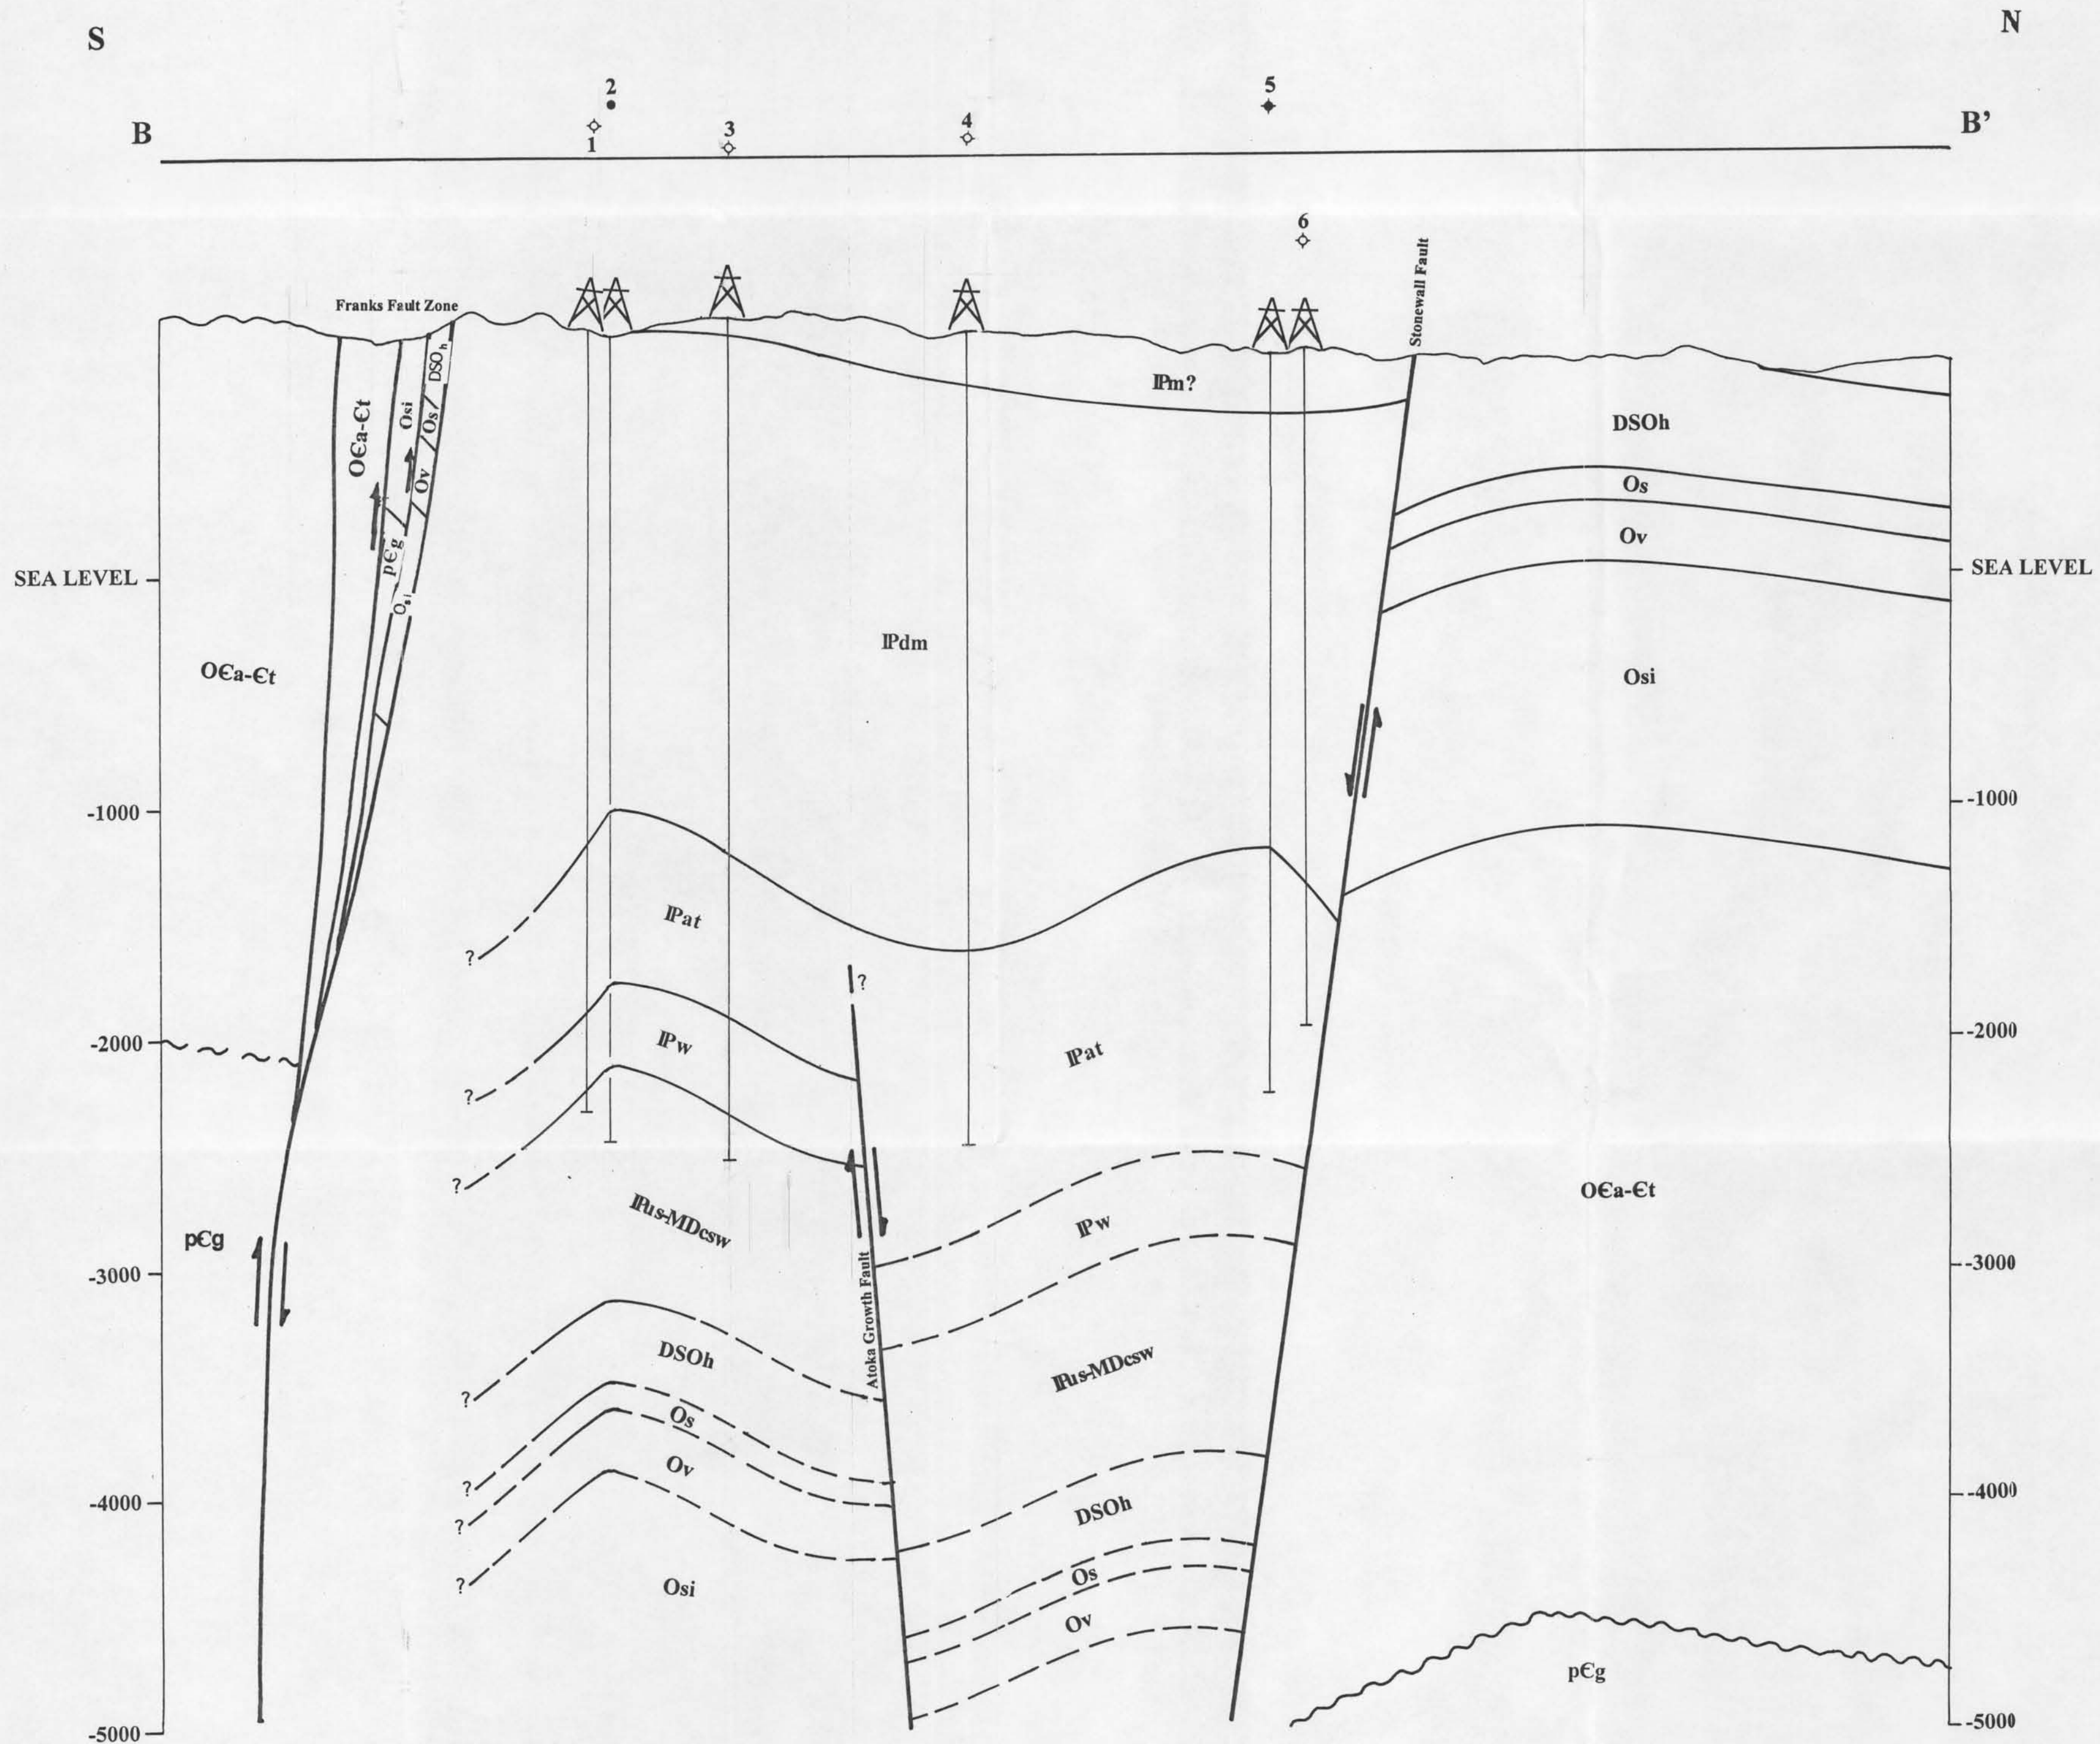 S
N
2
5
B
1
3
4
B’
6
Stonewall Fault
Franks Fault Zone
ⅠPm?
OЄa-Єt
Osi
DSOh
Os
Ov
pЄg
Osi
DSOh
Os
Ov
SEA LEVEL
SEA LEVEL
OЄa-Єt
ⅠPdm
Osi
-1000
-1000
ⅠPat
?
?
-2000
-2000
ⅠPw
ⅠPat
?
?
ⅠPus-MDcsw
OЄa-Єt
pЄg
ⅠPw
-3000
-3000
Atoka Growth Fault
DSOh
ⅠPus-MDcsw
?
Os
Ov
?
-4000
-4000
?
DSOh
Osi
?
Os
Ov
pЄg
-5000
-5000